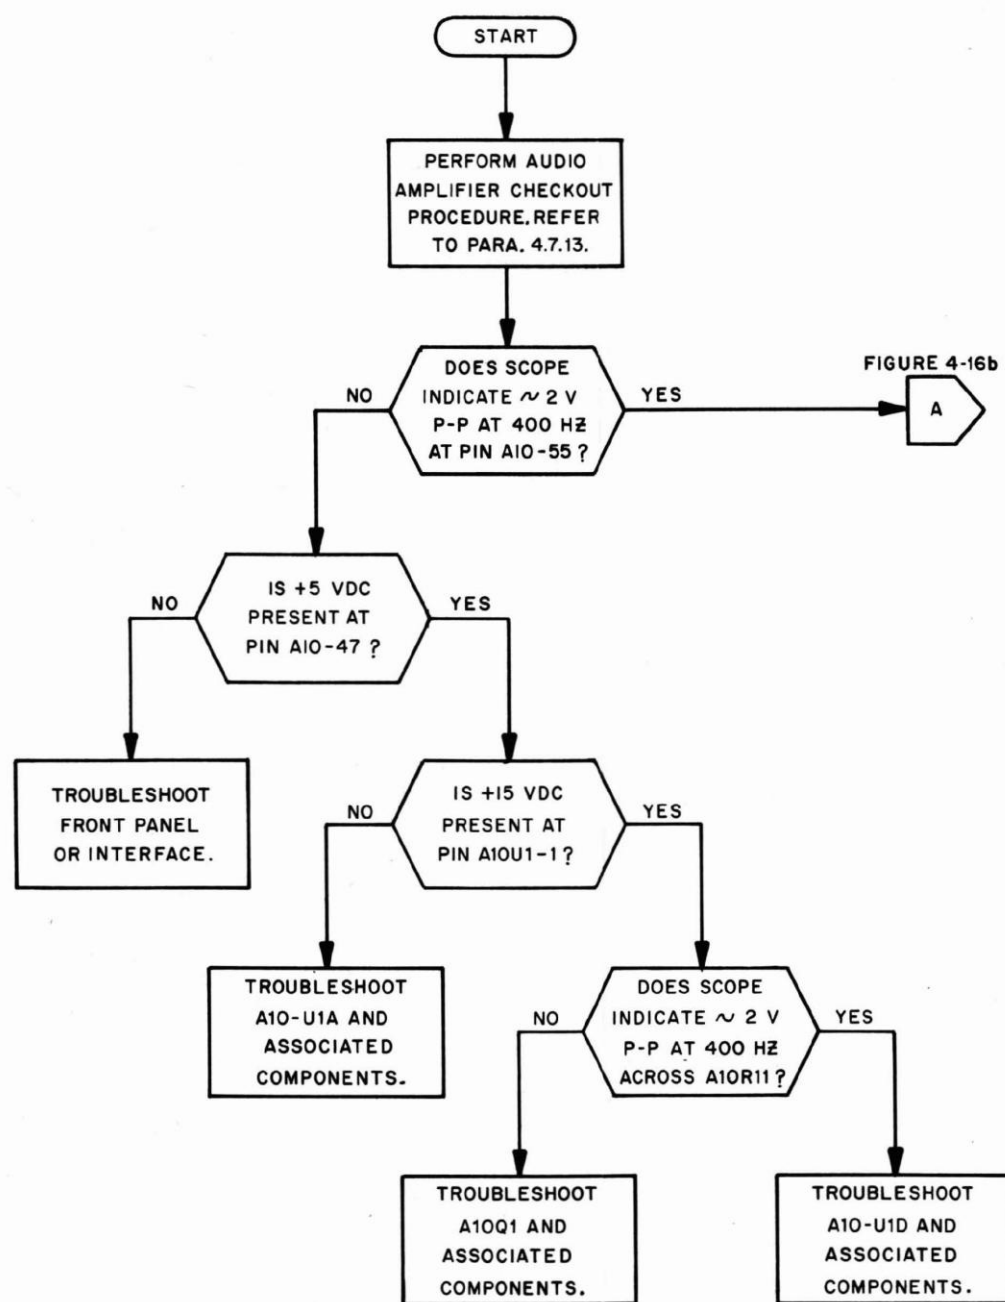 START
PERFORM AUDIO
AMPLIFIER CHECKOUT
PROCEDURE. REFER
TO PARA. 4.7.13.
DOES SCOPE
INDICATE ~ 2 V
P-P AT 400 HZ
AT PIN A10-55?
NO
YES
FIGURE 4-16b
A
IS +5 VDC
PRESENT AT
PIN A10-47?
NO
YES
TROUBLESHOOT
FRONT PANEL
OR INTERFACE.
IS +15 VDC
PRESENT AT
PIN A10U1-1?
NO
YES
TROUBLESHOOT
A10-U1A AND
ASSOCIATED
COMPONENTS.
DOES SCOPE
INDICATE ~ 2 V
P-P AT 400 HZ
ACROSS A10R11?
NO
YES
TROUBLESHOOT
A10Q1 AND
ASSOCIATED
COMPONENTS.
TROUBLESHOOT
A10-U1D AND
ASSOCIATED
COMPONENTS.